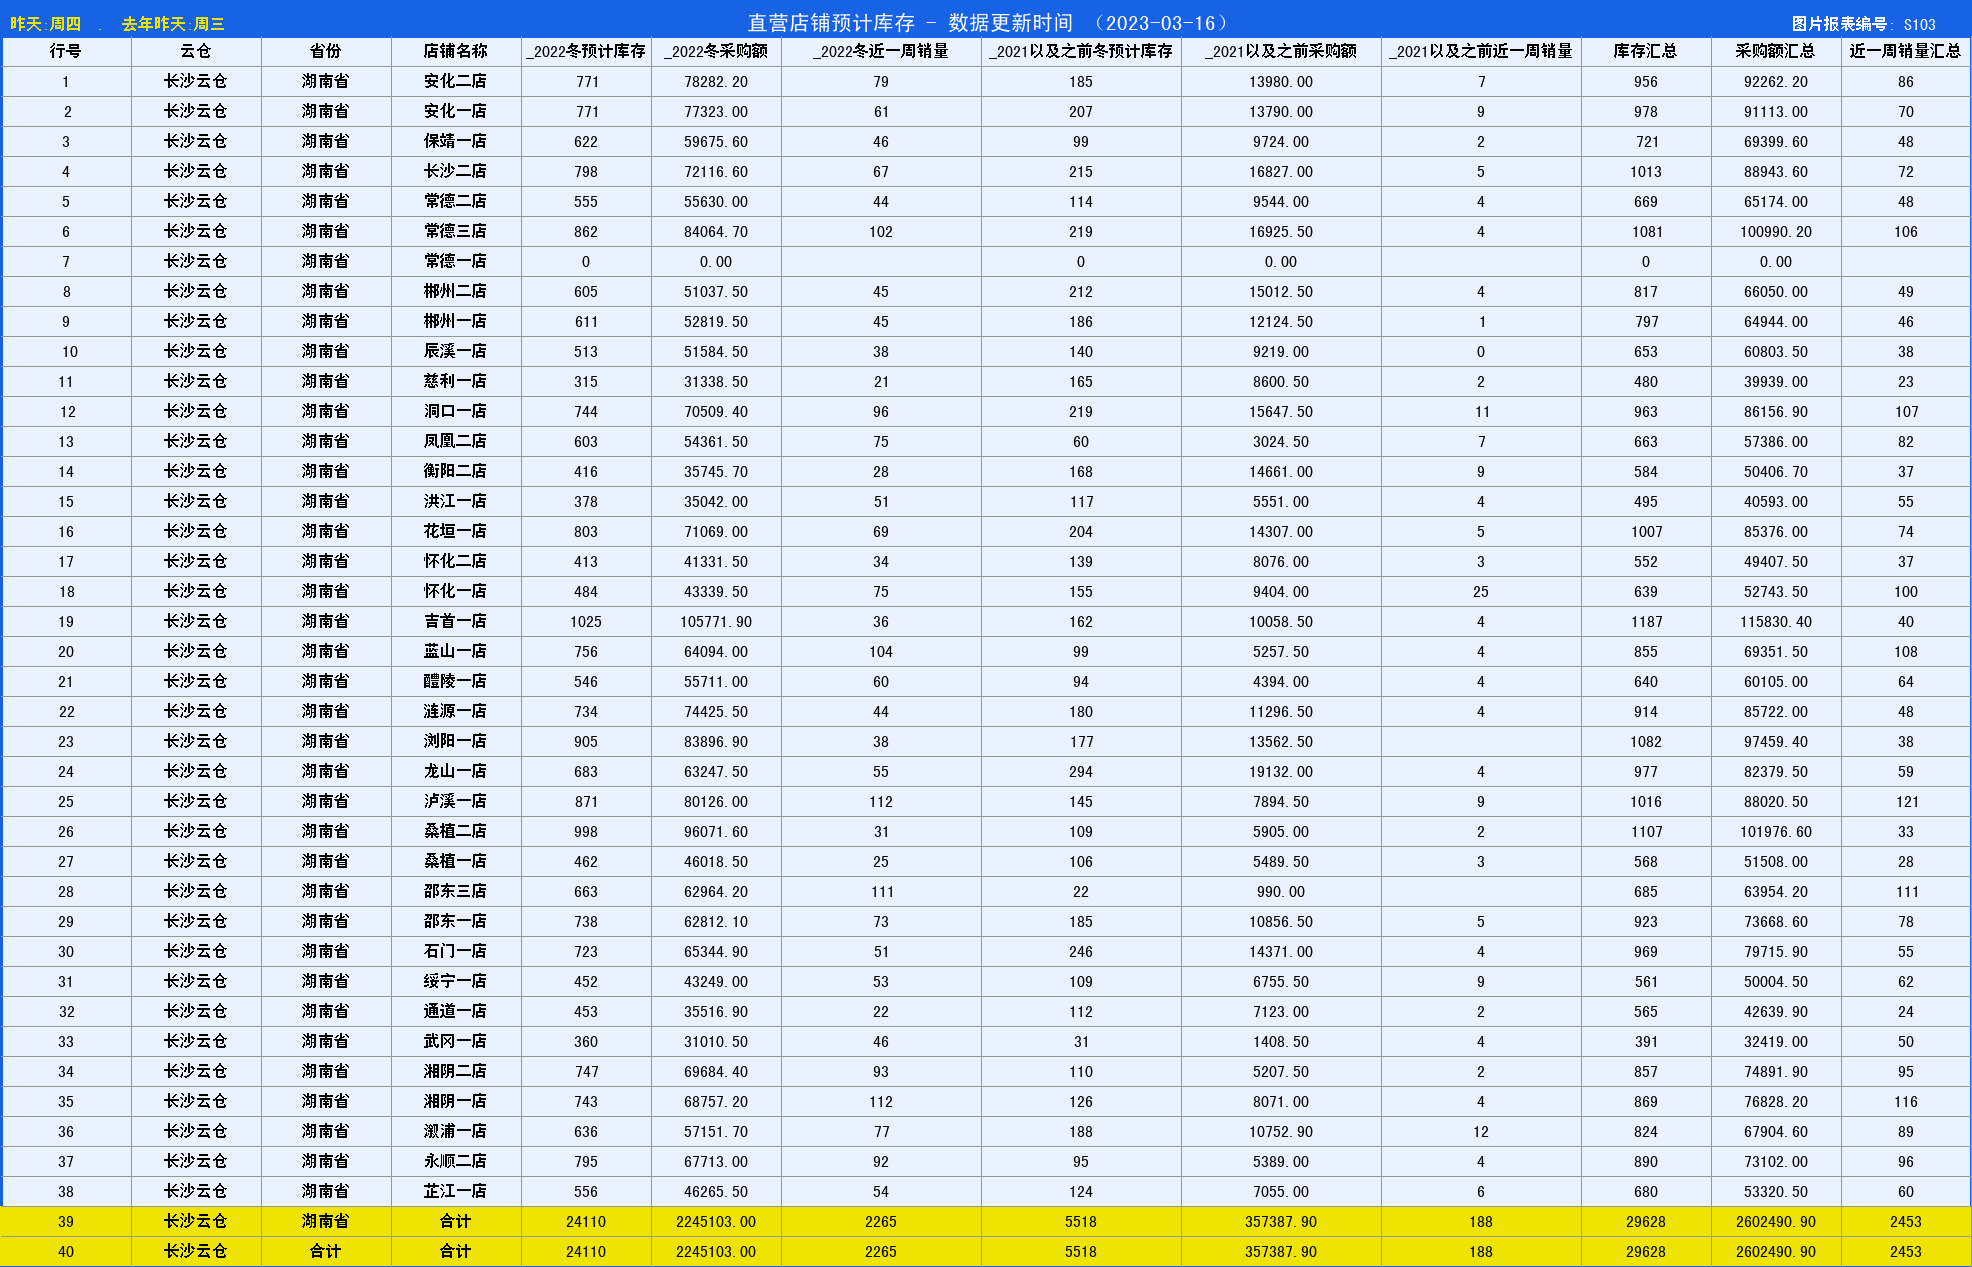 昨天:周四 . 去年昨天:周三 直营店铺预计库存 - 数据更新时间 （2023-03-16） 图片报表编号: S103
行号 云仓 省份 店铺名称 _2022冬预计库存 _2022冬采购额 _2022冬近一周销量 _2021以及之前冬预计库存 _2021以及之前采购额 _2021以及之前近一周销量 库存汇总 采购额汇总 近一周销量汇总
1 长沙云仓 湖南省 安化二店 771 78282.20 79 185 13980.00 7 956 92262.20 86
2 长沙云仓 湖南省 安化一店 771 77323.00 61 207 13790.00 9 978 91113.00 70
3 长沙云仓 湖南省 保靖一店 622 59675.60 46 99 9724.00 2 721 69399.60 48
4 长沙云仓 湖南省 长沙二店 798 72116.60 67 215 16827.00 5 1013 88943.60 72
5 长沙云仓 湖南省 常德二店 555 55630.00 44 114 9544.00 4 669 65174.00 48
6 长沙云仓 湖南省 常德三店 862 84064.70 102 219 16925.50 4 1081 100990.20 106
7 长沙云仓 湖南省 常德一店 0 0.00 0 0.00 0 0.00
8 长沙云仓 湖南省 郴州二店 605 51037.50 45 212 15012.50 4 817 66050.00 49
9 长沙云仓 湖南省 郴州一店 611 52819.50 45 186 12124.50 1 797 64944.00 46
10 长沙云仓 湖南省 辰溪一店 513 51584.50 38 140 9219.00 0 653 60803.50 38
11 长沙云仓 湖南省 慈利一店 315 31338.50 21 165 8600.50 2 480 39939.00 23
12 长沙云仓 湖南省 洞口一店 744 70509.40 96 219 15647.50 11 963 86156.90 107
13 长沙云仓 湖南省 凤凰二店 603 54361.50 75 60 3024.50 7 663 57386.00 82
14 长沙云仓 湖南省 衡阳二店 416 35745.70 28 168 14661.00 9 584 50406.70 37
15 长沙云仓 湖南省 洪江一店 378 35042.00 51 117 5551.00 4 495 40593.00 55
16 长沙云仓 湖南省 花垣一店 803 71069.00 69 204 14307.00 5 1007 85376.00 74
17 长沙云仓 湖南省 怀化二店 413 41331.50 34 139 8076.00 3 552 49407.50 37
18 长沙云仓 湖南省 怀化一店 484 43339.50 75 155 9404.00 25 639 52743.50 100
19 长沙云仓 湖南省 吉首一店 1025 105771.90 36 162 10058.50 4 1187 115830.40 40
20 长沙云仓 湖南省 蓝山一店 756 64094.00 104 99 5257.50 4 855 69351.50 108
21 长沙云仓 湖南省 醴陵一店 546 55711.00 60 94 4394.00 4 640 60105.00 64
22 长沙云仓 湖南省 涟源一店 734 74425.50 44 180 11296.50 4 914 85722.00 48
23 长沙云仓 湖南省 浏阳一店 905 83896.90 38 177 13562.50 1082 97459.40 38
24 长沙云仓 湖南省 龙山一店 683 63247.50 55 294 19132.00 4 977 82379.50 59
25 长沙云仓 湖南省 泸溪一店 871 80126.00 112 145 7894.50 9 1016 88020.50 121
26 长沙云仓 湖南省 桑植二店 998 96071.60 31 109 5905.00 2 1107 101976.60 33
27 长沙云仓 湖南省 桑植一店 462 46018.50 25 106 5489.50 3 568 51508.00 28
28 长沙云仓 湖南省 邵东三店 663 62964.20 111 22 990.00 685 63954.20 111
29 长沙云仓 湖南省 邵东一店 738 62812.10 73 185 10856.50 5 923 73668.60 78
30 长沙云仓 湖南省 石门一店 723 65344.90 51 246 14371.00 4 969 79715.90 55
31 长沙云仓 湖南省 绥宁一店 452 43249.00 53 109 6755.50 9 561 50004.50 62
32 长沙云仓 湖南省 通道一店 453 35516.90 22 112 7123.00 2 565 42639.90 24
33 长沙云仓 湖南省 武冈一店 360 31010.50 46 31 1408.50 4 391 32419.00 50
34 长沙云仓 湖南省 湘阴二店 747 69684.40 93 110 5207.50 2 857 74891.90 95
35 长沙云仓 湖南省 湘阴一店 743 68757.20 112 126 8071.00 4 869 76828.20 116
36 长沙云仓 湖南省 溆浦一店 636 57151.70 77 188 10752.90 12 824 67904.60 89
37 长沙云仓 湖南省 永顺二店 795 67713.00 92 95 5389.00 4 890 73102.00 96
38 长沙云仓 湖南省 芷江一店 556 46265.50 54 124 7055.00 6 680 53320.50 60
39 长沙云仓 湖南省 合计 24110 2245103.00 2265 5518 357387.90 188 29628 2602490.90 2453
40 长沙云仓 合计 合计 24110 2245103.00 2265 5518 357387.90 188 29628 2602490.90 2453